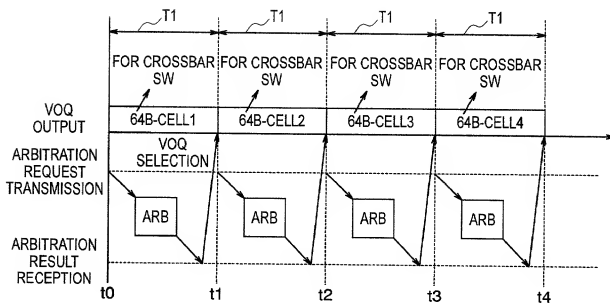 T1 T1 T1 T1
FOR CROSSBAR SW FOR CROSSBAR SW FOR CROSSBAR SW FOR CROSSBAR SW
VOQ OUTPUT
64B-CELL1 64B-CELL2 64B-CELL3 64B-CELL4
VOQ SELECTION
ARBITRATION REQUEST TRANSMISSION
ARB ARB ARB ARB
ARBITRATION RESULT RECEPTION
t0 t1 t2 t3 t4